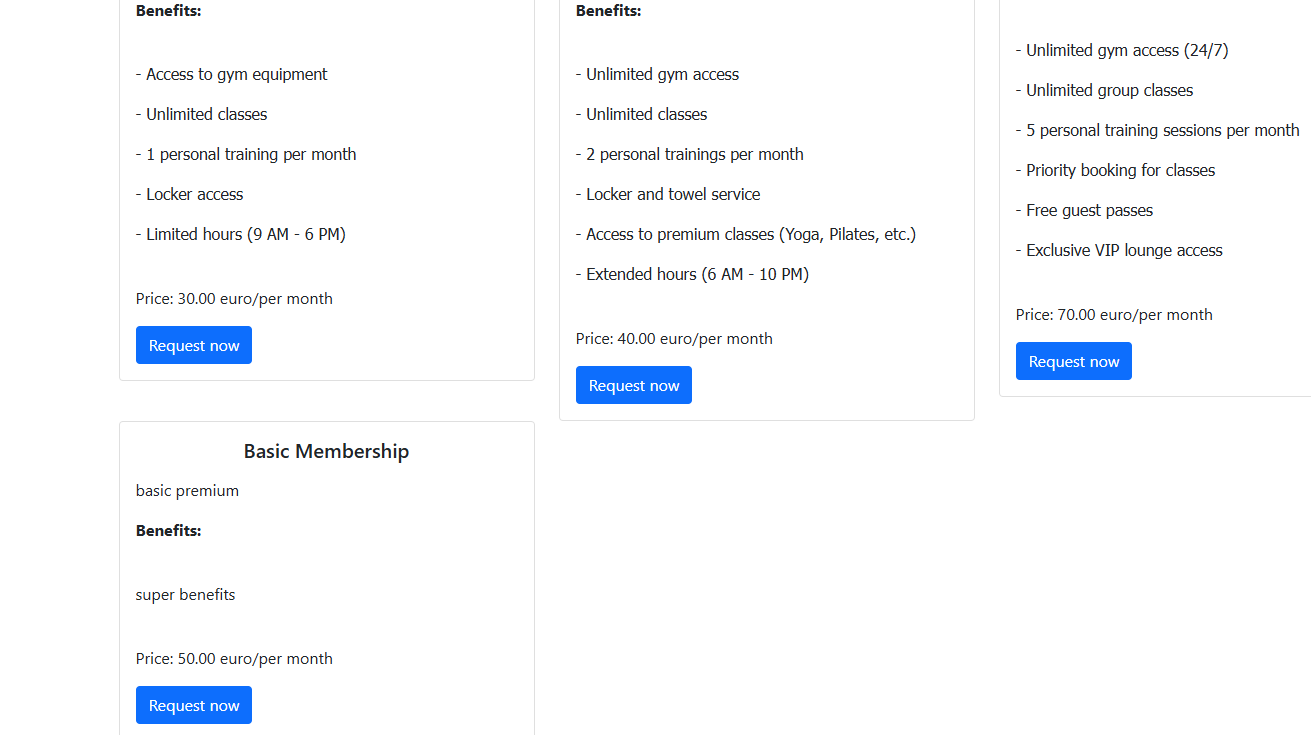 Benefits:
- Access to gym equipment
- Unlimited classes
- 1 personal training per month
- Locker access
- Limited hours (9 AM - 6 PM)
Price: 30.00 euro/per month
Request now
Benefits:
- Unlimited gym access
- Unlimited classes
- 2 personal trainings per month
- Locker and towel service
- Access to premium classes (Yoga, Pilates, etc.)
- Extended hours (6 AM - 10 PM)
Price: 40.00 euro/per month
Request now
- Unlimited gym access (24/7)
- Unlimited group classes
- 5 personal training sessions per month
- Priority booking for classes
- Free guest passes
- Exclusive VIP lounge access
Price: 70.00 euro/per month
Request now
Basic Membership
basic premium
Benefits:
super benefits
Price: 50.00 euro/per month
Request now